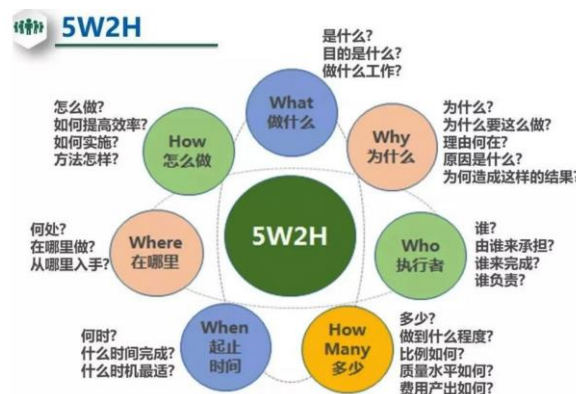 5W2H
是什么?
目的是什么?
做什么工作?
What
做什么
为什么?
为什么要这么做?
理由何在?
原因是什么?
为何造成这样的结果?
Why
为什么
谁?
由谁来承担?
谁来完成?
谁负责?
Who
执行者
多少?
做到什么程度?
比例如何?
质量水平如何?
费用产出如何?
How
Many
多少
何时?
什么时间完成?
什么时机最适?
When
起止
时间
何处?
在哪里做?
从哪里入手?
Where
在哪里
怎么做?
如何提高效率?
如何实施?
方法怎样?
How
怎么做
5W2H